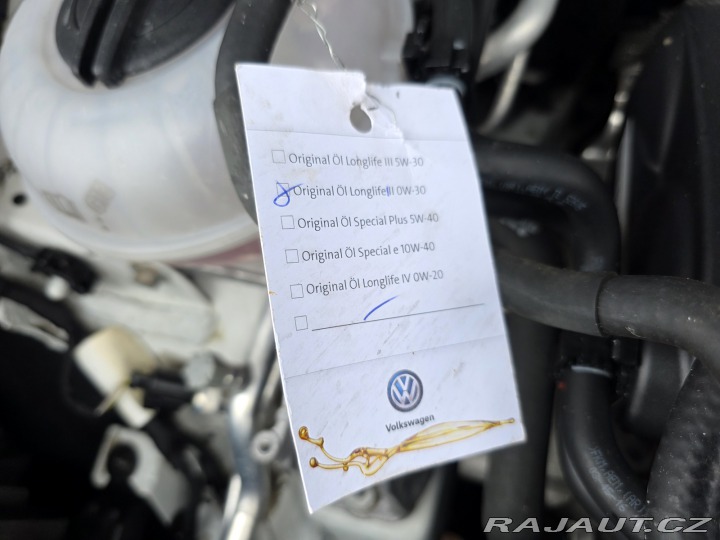 Original Öl Longlife III 5W-30
Original Öl Longlife III 0W-30
Original Öl Special Plus 5W-40
Original Öl Special e 10W-40
Original Öl Longlife IV 0W-20
Volkswagen
RAJAUT.CZ